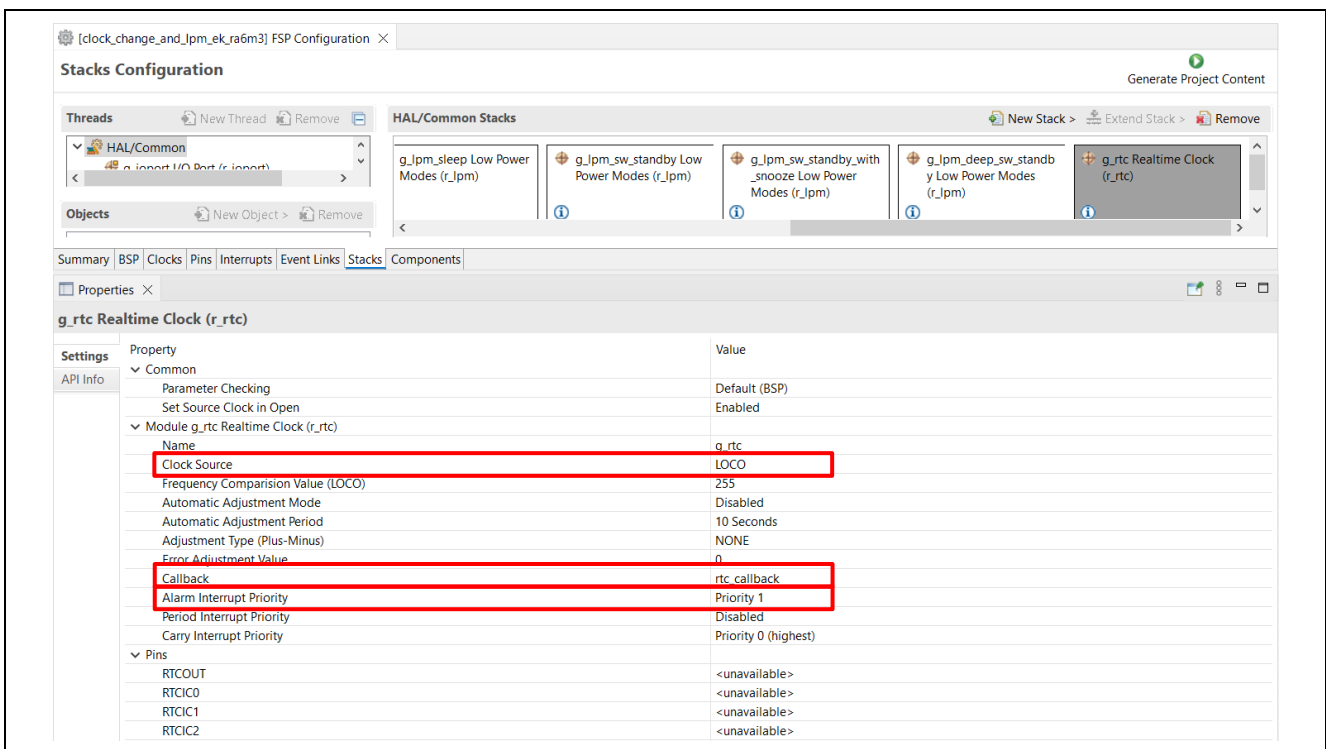 [clock_change_and_lpm_ek_ra6m3] FSP Configuration
Stacks Configuration
Generate Project Content
Threads New Thread Remove
HAL/Common Stacks New Stack > Extend Stack > Remove
HAL/Common
g_ioport I/O Port (r_ioport)
g_lpm_sleep Low Power
Modes (r_lpm)
g_lpm_sw_standby Low
Power Modes (r_lpm)
g_lpm_sw_standby_with
_snooze Low Power
Modes (r_lpm)
g_lpm_deep_sw_standb
y Low Power Modes
(r_lpm)
g_rtc Realtime Clock
(r_rtc)
Objects New Object > Remove
Summary BSP Clocks Pins Interrupts Event Links Stacks Components
Properties
g_rtc Realtime Clock (r_rtc)
Settings
API Info
Property Value
Common
Parameter Checking Default (BSP)
Set Source Clock in Open Enabled
Module g_rtc Realtime Clock (r_rtc)
Name g_rtc
Clock Source LOCO
Frequency Comparision Value (LOCO) 255
Automatic Adjustment Mode Disabled
Automatic Adjustment Period 10 Seconds
Adjustment Type (Plus-Minus) NONE
Error Adjustment Value 0
Callback rtc_callback
Alarm Interrupt Priority Priority 1
Period Interrupt Priority Disabled
Carry Interrupt Priority Priority 0 (highest)
Pins
RTCOUT <unavailable>
RTCIC0 <unavailable>
RTCIC1 <unavailable>
RTCIC2 <unavailable>